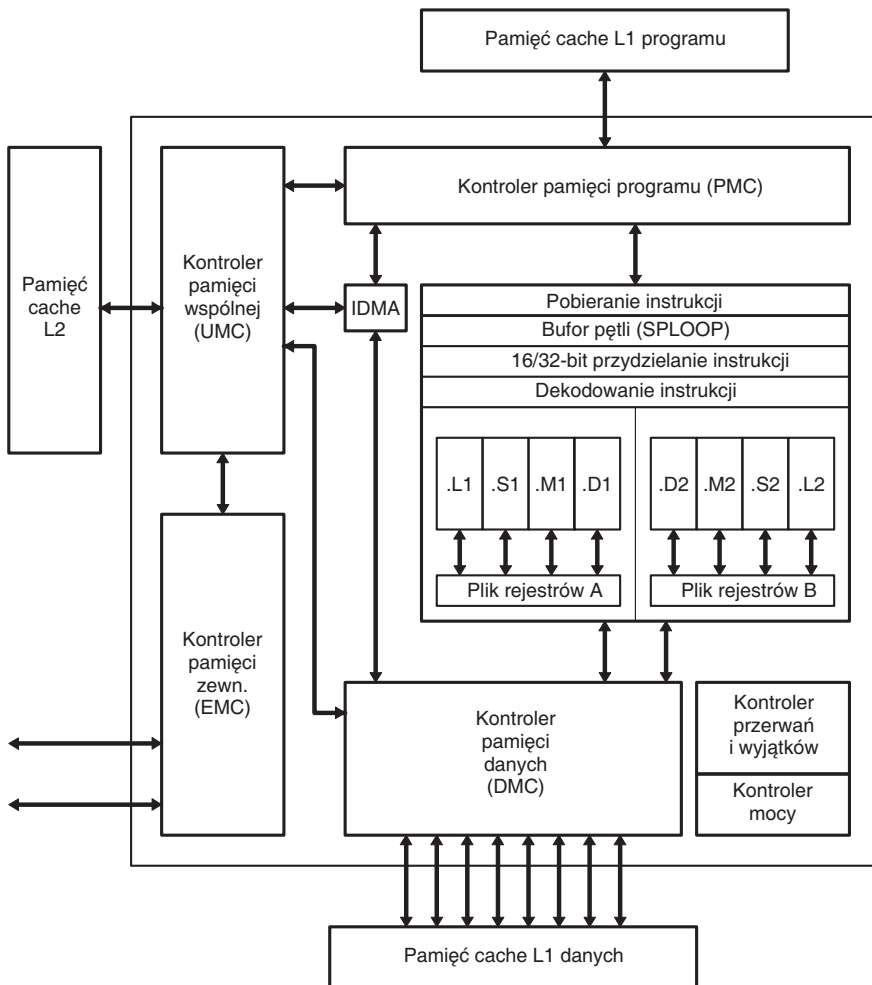 Pamięć cache L1 programu
Kontroler pamięci programu (PMC)
Kontroler
pamięci
wspólnej
(UMC)
Pamięć
cache
L2
IDMA
Pobieranie instrukcji
Bufor pętli (SPLOOP)
16/32-bit przydzielanie instrukcji
Dekodowanie instrukcji
.L1 .S1 .M1 .D1 .D2 .M2 .S2 .L2
Plik rejestrów A
Plik rejestrów B
Kontroler
pamięci
zewn.
(EMC)
Kontroler
pamięci
danych
(DMC)
Kontroler
przerwań
i wyjątków
Kontroler
mocy
Pamięć cache L1 danych